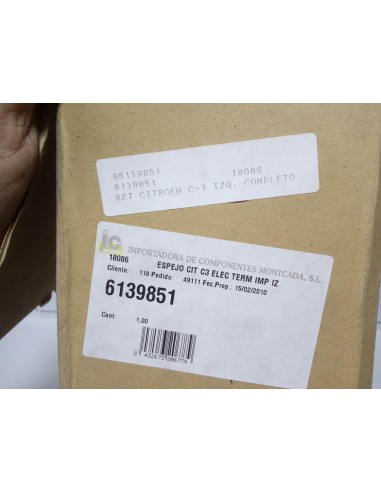 96139851 18086
6139851
RET CITROEN C-3 IZQ. COMPLETO
ic
IMPORTADORA DE COMPONENTES MONTCADA, S.L.
18086 ESPEJO CIT C3 ELEC TERM IMP IZ
Cliente: 118 Pedido: 49111 Fec.Prep.: 15/02/2010
6139851
Cant: 1,00